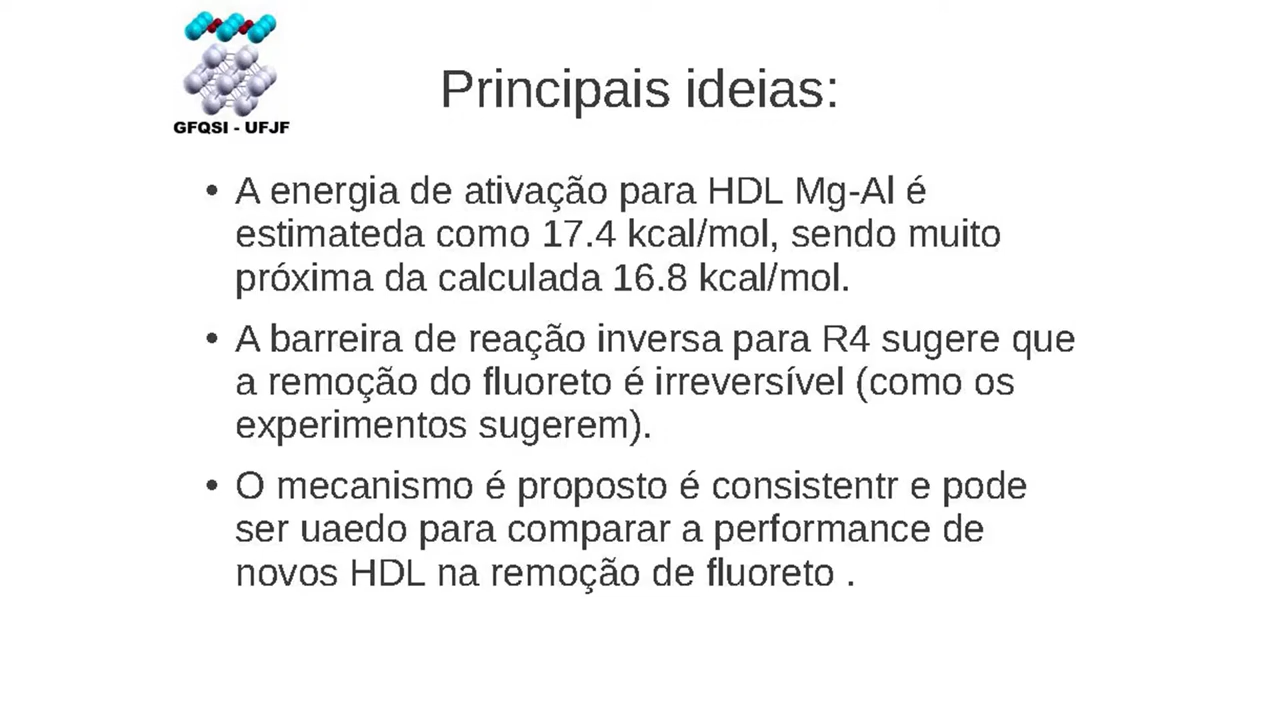 GFQSI - UFJF
Principais ideias:
• A energia de ativação para HDL Mg-Al é
estimateda como 17.4 kcal/mol, sendo muito
próxima da calculada 16.8 kcal/mol.
• A barreira de reação inversa para R4 sugere que
a remoção do fluoreto é irreversível (como os
experimentos sugerem).
• O mecanismo é proposto é consistentr e pode
ser uaedo para comparar a performance de
novos HDL na remoção de fluoreto .